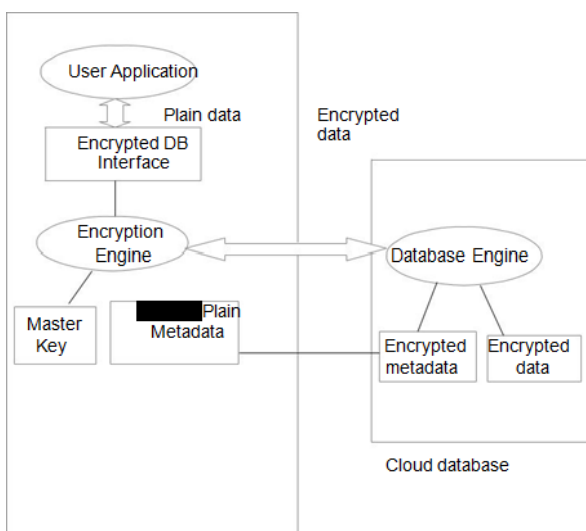 User Application
Plain data
Encrypted
data
Encrypted DB
Interface
Encryption
Engine
Database Engine
Master
Key
Plain
Metadata
Encrypted
metadata
Encrypted
data
Cloud database